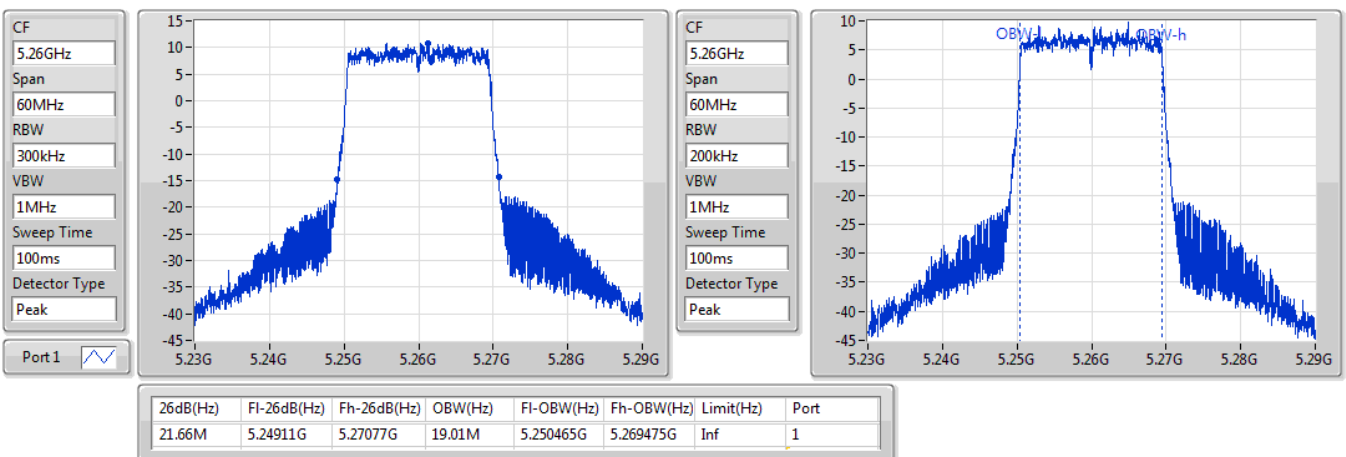 CF
5.26GHz
Span
60MHz
RBW
300kHz
VBW
1MHz
Sweep Time
100ms
Detector Type
Peak
Port 1
15
10
5
0
-5
-10
-15
-20
-25
-30
-35
-40
-45
5.23G 5.24G 5.25G 5.26G 5.27G 5.28G 5.29G
CF
5.26GHz
Span
60MHz
RBW
200kHz
VBW
1MHz
Sweep Time
100ms
Detector Type
Peak
10
5
0
-5
-10
-15
-20
-25
-30
-35
-40
-45
OBW-l OBW-h
5.23G 5.24G 5.25G 5.26G 5.27G 5.28G 5.29G
26dB(Hz) Fl-26dB(Hz) Fh-26dB(Hz) OBW(Hz) Fl-OBW(Hz) Fh-OBW(Hz) Limit(Hz) Port
21.66M 5.24911G 5.27077G 19.01M 5.250465G 5.269475G Inf 1